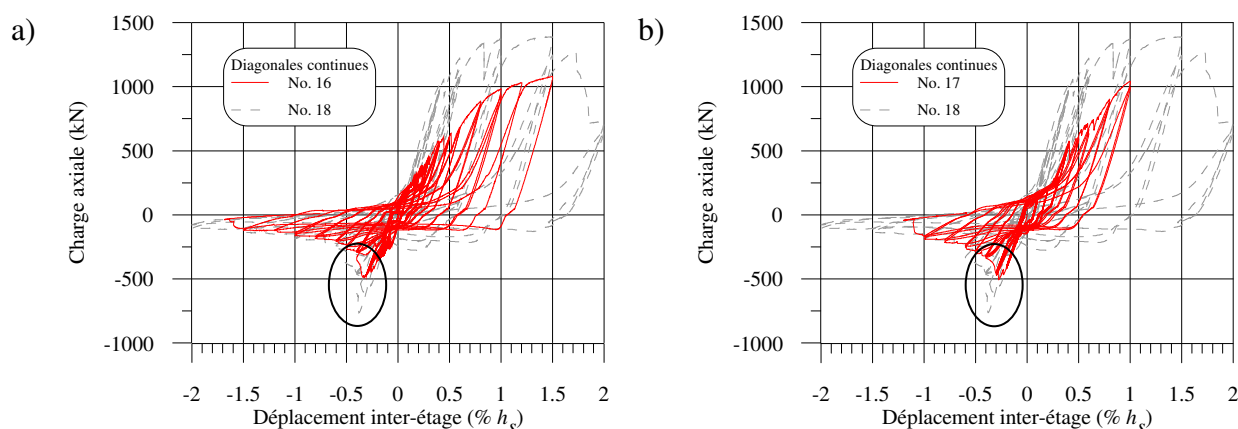 a)
Charge axiale (kN)
1500
1000
500
0
-500
-1000
Diagonales continues
No. 16
No. 18
-2 -1.5 -1 -0.5 0 0.5 1 1.5 2
Déplacement inter-étage (% hs)
b)
Charge axiale (kN)
1500
1000
500
0
-500
-1000
Diagonales continues
No. 17
No. 18
-2 -1.5 -1 -0.5 0 0.5 1 1.5 2
Déplacement inter-étage (% hs)